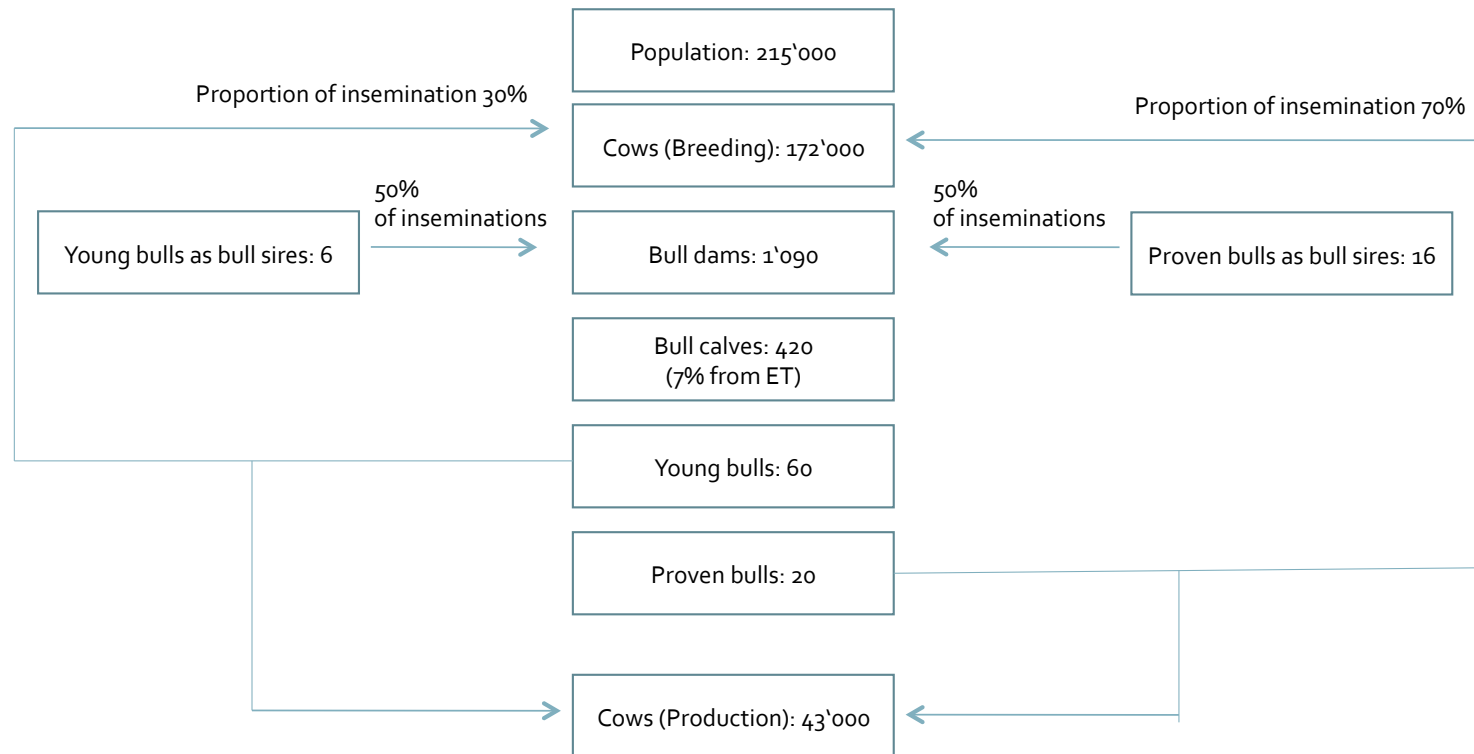 Population: 215‘000
Proportion of insemination 30%
Proportion of insemination 70%
Cows (Breeding): 172‘000
50%
of inseminations
50%
of inseminations
Young bulls as bull sires: 6
Bull dams: 1‘090
Proven bulls as bull sires: 16
Bull calves: 420
(7% from ET)
Young bulls: 60
Proven bulls: 20
Cows (Production): 43‘000